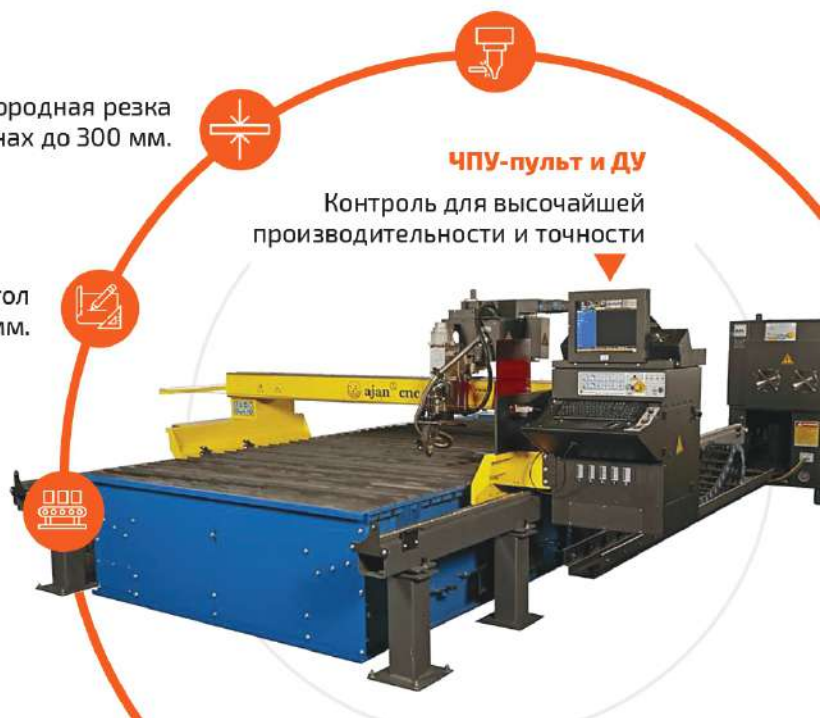 ородная резка
нах до 300 мм.
ЧПУ-пульт и ДУ
Контроль для высочайшей
производительности и точности
тол
мм.
ajan cnc